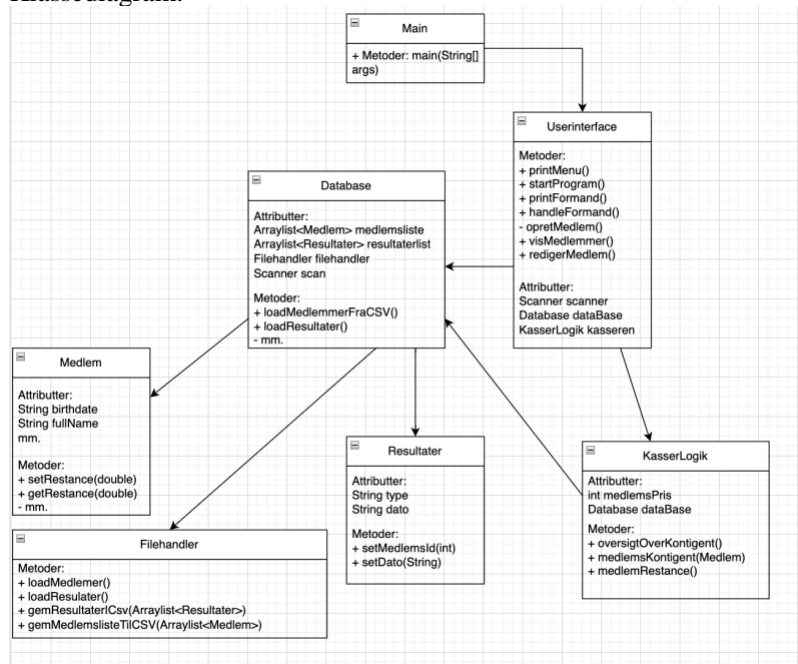 Klassediagram:
Main
+ Metoder: main(String[]
args)
Userinterface
Metoder:
+ printMenu()
+ startProgram()
+ printFormand()
+ handleFormand()
- opretMedlem()
+ visMedlemmer()
+ redigerMedlem()
Attributter:
Scanner scanner
Database dataBase
KasserLogik kasseren
Database
Attributter:
Arraylist<Medlem> medlemsliste
Arraylist<Resultater> resultaterlist
Filehandler filehandler
Scanner scan
Metoder:
+ loadMedlemmerFraCSV()
+ loadResultater()
- mm.
Medlem
Attributter:
String birthdate
String fullName
mm.
Metoder:
+ setRestance(double)
+ getRestance(double)
- mm.
Resultater
Attributter:
String type
String dato
Metoder:
+ setMedlemsId(int)
+ setDato(String)
KasserLogik
Attributter:
int medlemsPris
Database dataBase
Metoder:
+ oversigtOverKontigent()
+ medlemsKontigent(Medlem)
+ medlemRestance()
Filehandler
Metoder:
+ loadMedlemer()
+ loadResulater()
+ gemResultaterICsv(Arraylist<Resultater>)
+ gemMedlemslisteTilCSV(Arraylist<Medlem>)